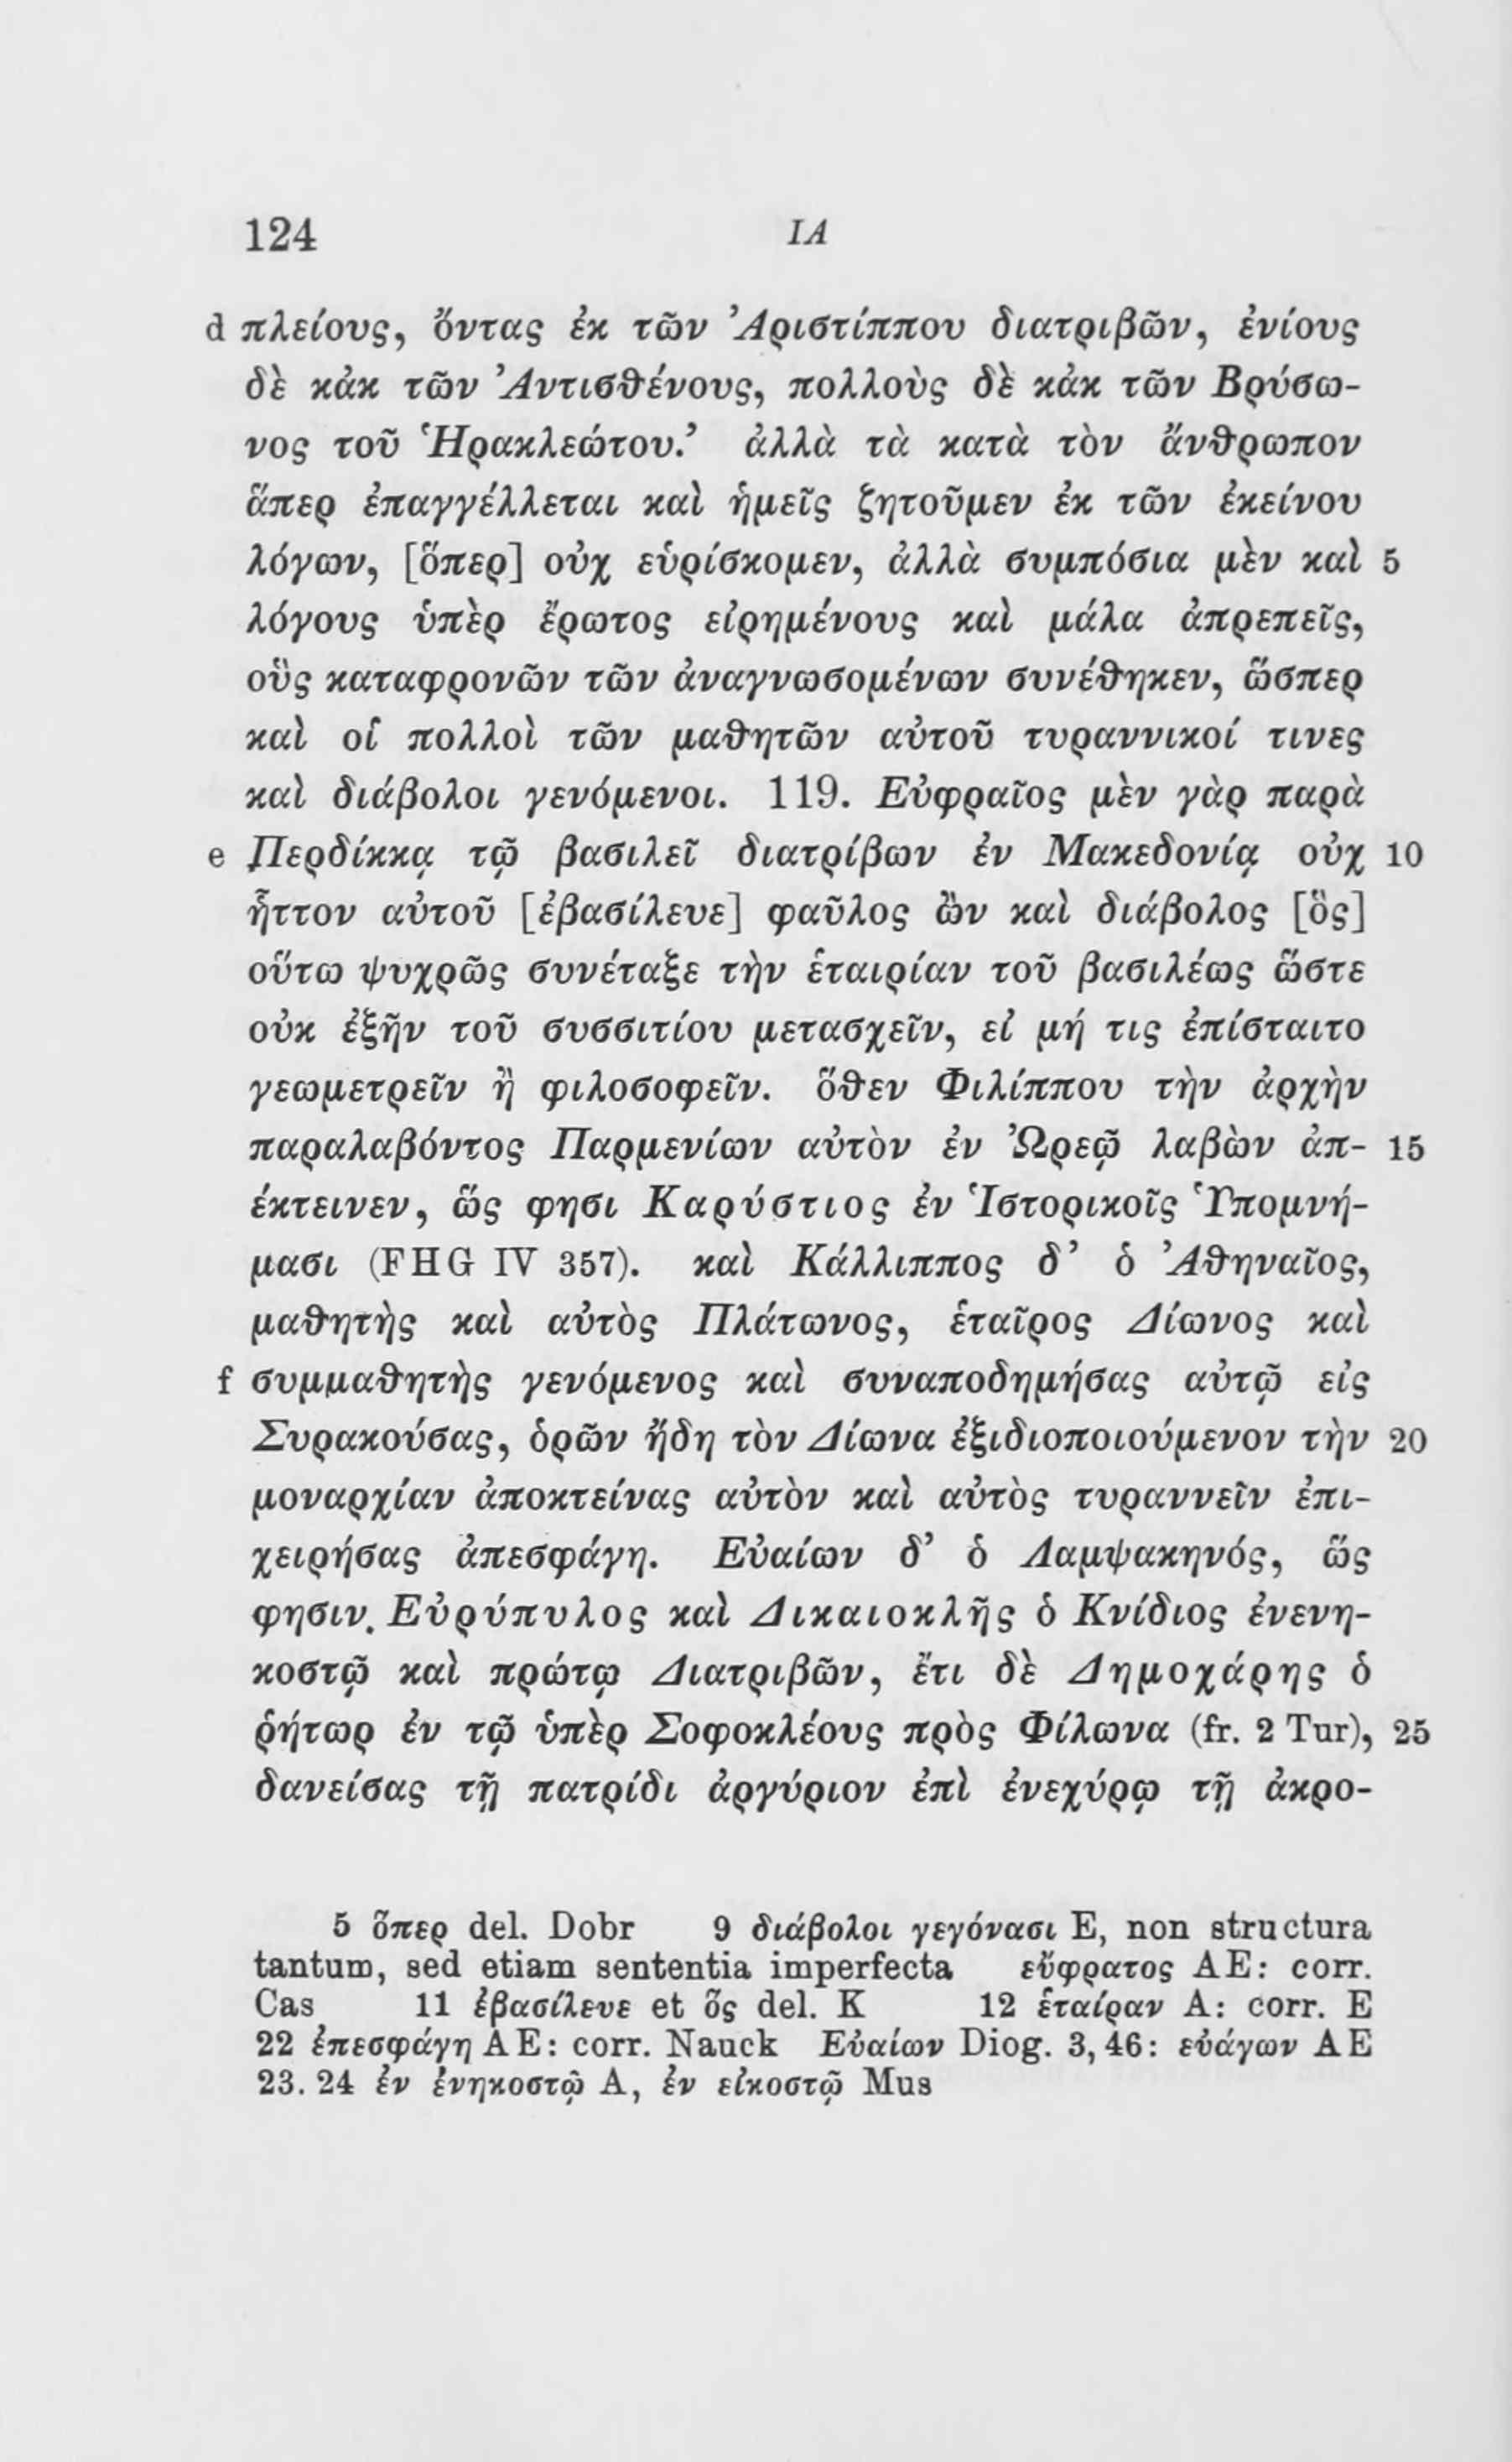 124 ΙΑ
d πλείους, ὄντας ἐκ τῶν Ἀριστίππου διατριβῶν, ἐνίους
δὲ κἀκ τῶν Ἀντισθένους, πολλοὺς δὲ κἀκ τῶν Βρύσω-
νος τοῦ Ἡρακλεώτου.’ ἀλλὰ τὰ κατὰ τὸν ἄνθρωπον
ἅπερ ἐπαγγέλλεται καὶ ἡμεῖς ζητοῦμεν ἐκ τῶν ἐκείνου
λόγων, [ὅπερ] οὐχ εὑρίσκομεν, ἀλλὰ συμπόσια μὲν καὶ 5
λόγους ὑπὲρ ἔρωτος εἰρημένους καὶ μάλα ἀπρεπεῖς,
οὓς καταφρονῶν τῶν ἀναγνωσομένων συνέθηκεν, ὥσπερ
καὶ οἱ πολλοὶ τῶν μαθητῶν αὐτοῦ τυραννικοί τινες
καὶ διάβολοι γενόμενοι. 119. Εὐφραῖος μὲν γὰρ παρὰ
e Περδίκκᾳ τῷ βασιλεῖ διατρίβων ἐν Μακεδονίᾳ οὐχ 10
ἧττον αὐτοῦ [ἐβασίλευε] φαῦλος ὢν καὶ διάβολος [ὃς]
οὕτω ψυχρῶς συνέταξε τὴν ἑταιρίαν τοῦ βασιλέως ὥστε
οὐκ ἐξῆν τοῦ συσσιτίου μετασχεῖν, εἰ μή τις ἐπίσταιτο
γεωμετρεῖν ἢ φιλοσοφεῖν. ὅθεν Φιλίππου τὴν ἀρχὴν
παραλαβόντος Παρμενίων αὐτὸν ἐν Ὠρεῷ λαβὼν ἀπ- 15
έκτεινεν, ὥς φησι Καρύστιος ἐν Ἱστορικοῖς Ὑπομνή-
μασι (FHG IV 357). καὶ Κάλλιππος δ’ ὁ Ἀθηναῖος,
μαθητὴς καὶ αὐτὸς Πλάτωνος, ἑταῖρος Δίωνος καὶ
f συμμαθητὴς γενόμενος καὶ συναποδημήσας αὐτῷ εἰς
Συρακούσας, ὁρῶν ἤδη τὸν Δίωνα ἐξιδιοποιούμενον τὴν 20
μοναρχίαν ἀποκτείνας αὐτὸν καὶ αὐτὸς τυραννεῖν ἐπι-
χειρήσας ἀπεσφάγη. Εὐαίων δ’ ὁ Λαμψακηνός, ὥς
φησιν. Εὐρύπυλος καὶ Δικαιοκλῆς ὁ Κνίδιος ἐνενη-
κοστῷ καὶ πρώτῳ Διατριβῶν, ἔτι δὲ Δημοχάρης ὁ
ῥήτωρ ἐν τῷ ὑπὲρ Σοφοκλέους πρὸς Φίλωνα (fr. 2 Tur), 25
δανείσας τῇ πατρίδι ἀργύριον ἐπὶ ἐνεχύρῳ τῇ ἀκρο-
5 ὅπερ del. Dobr 9 διάβολοι γεγόνασι E, non structura
tantum, sed etiam sententia imperfecta εὔφρατος AE: corr.
Cas 11 ἐβασίλευε et ὅς del. K 12 ἑταίραν A: corr. E
22 ἐπεσφάγη AE: corr. Nauck Εὐαίων Diog. 3,46: εὐάγων AE
23. 24 ἐν ἐνηκοστῷ A, ἐν εἰκοστῷ Mus